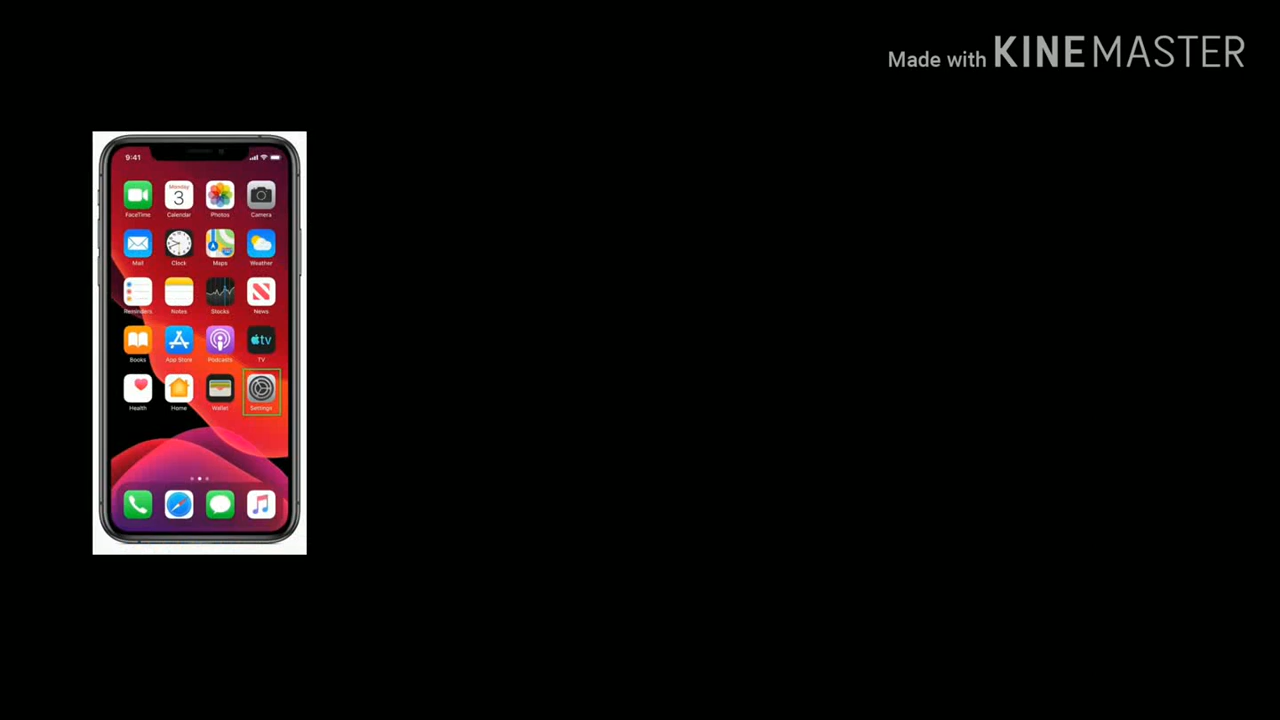 Made with KINEMASTER
9:41
Monday
3
FaceTime Calendar Photos Camera
Mail Clock Maps Weather
Reminders Notes Stocks News
tv
Books App Store Podcasts TV
Health Home Wallet Settings